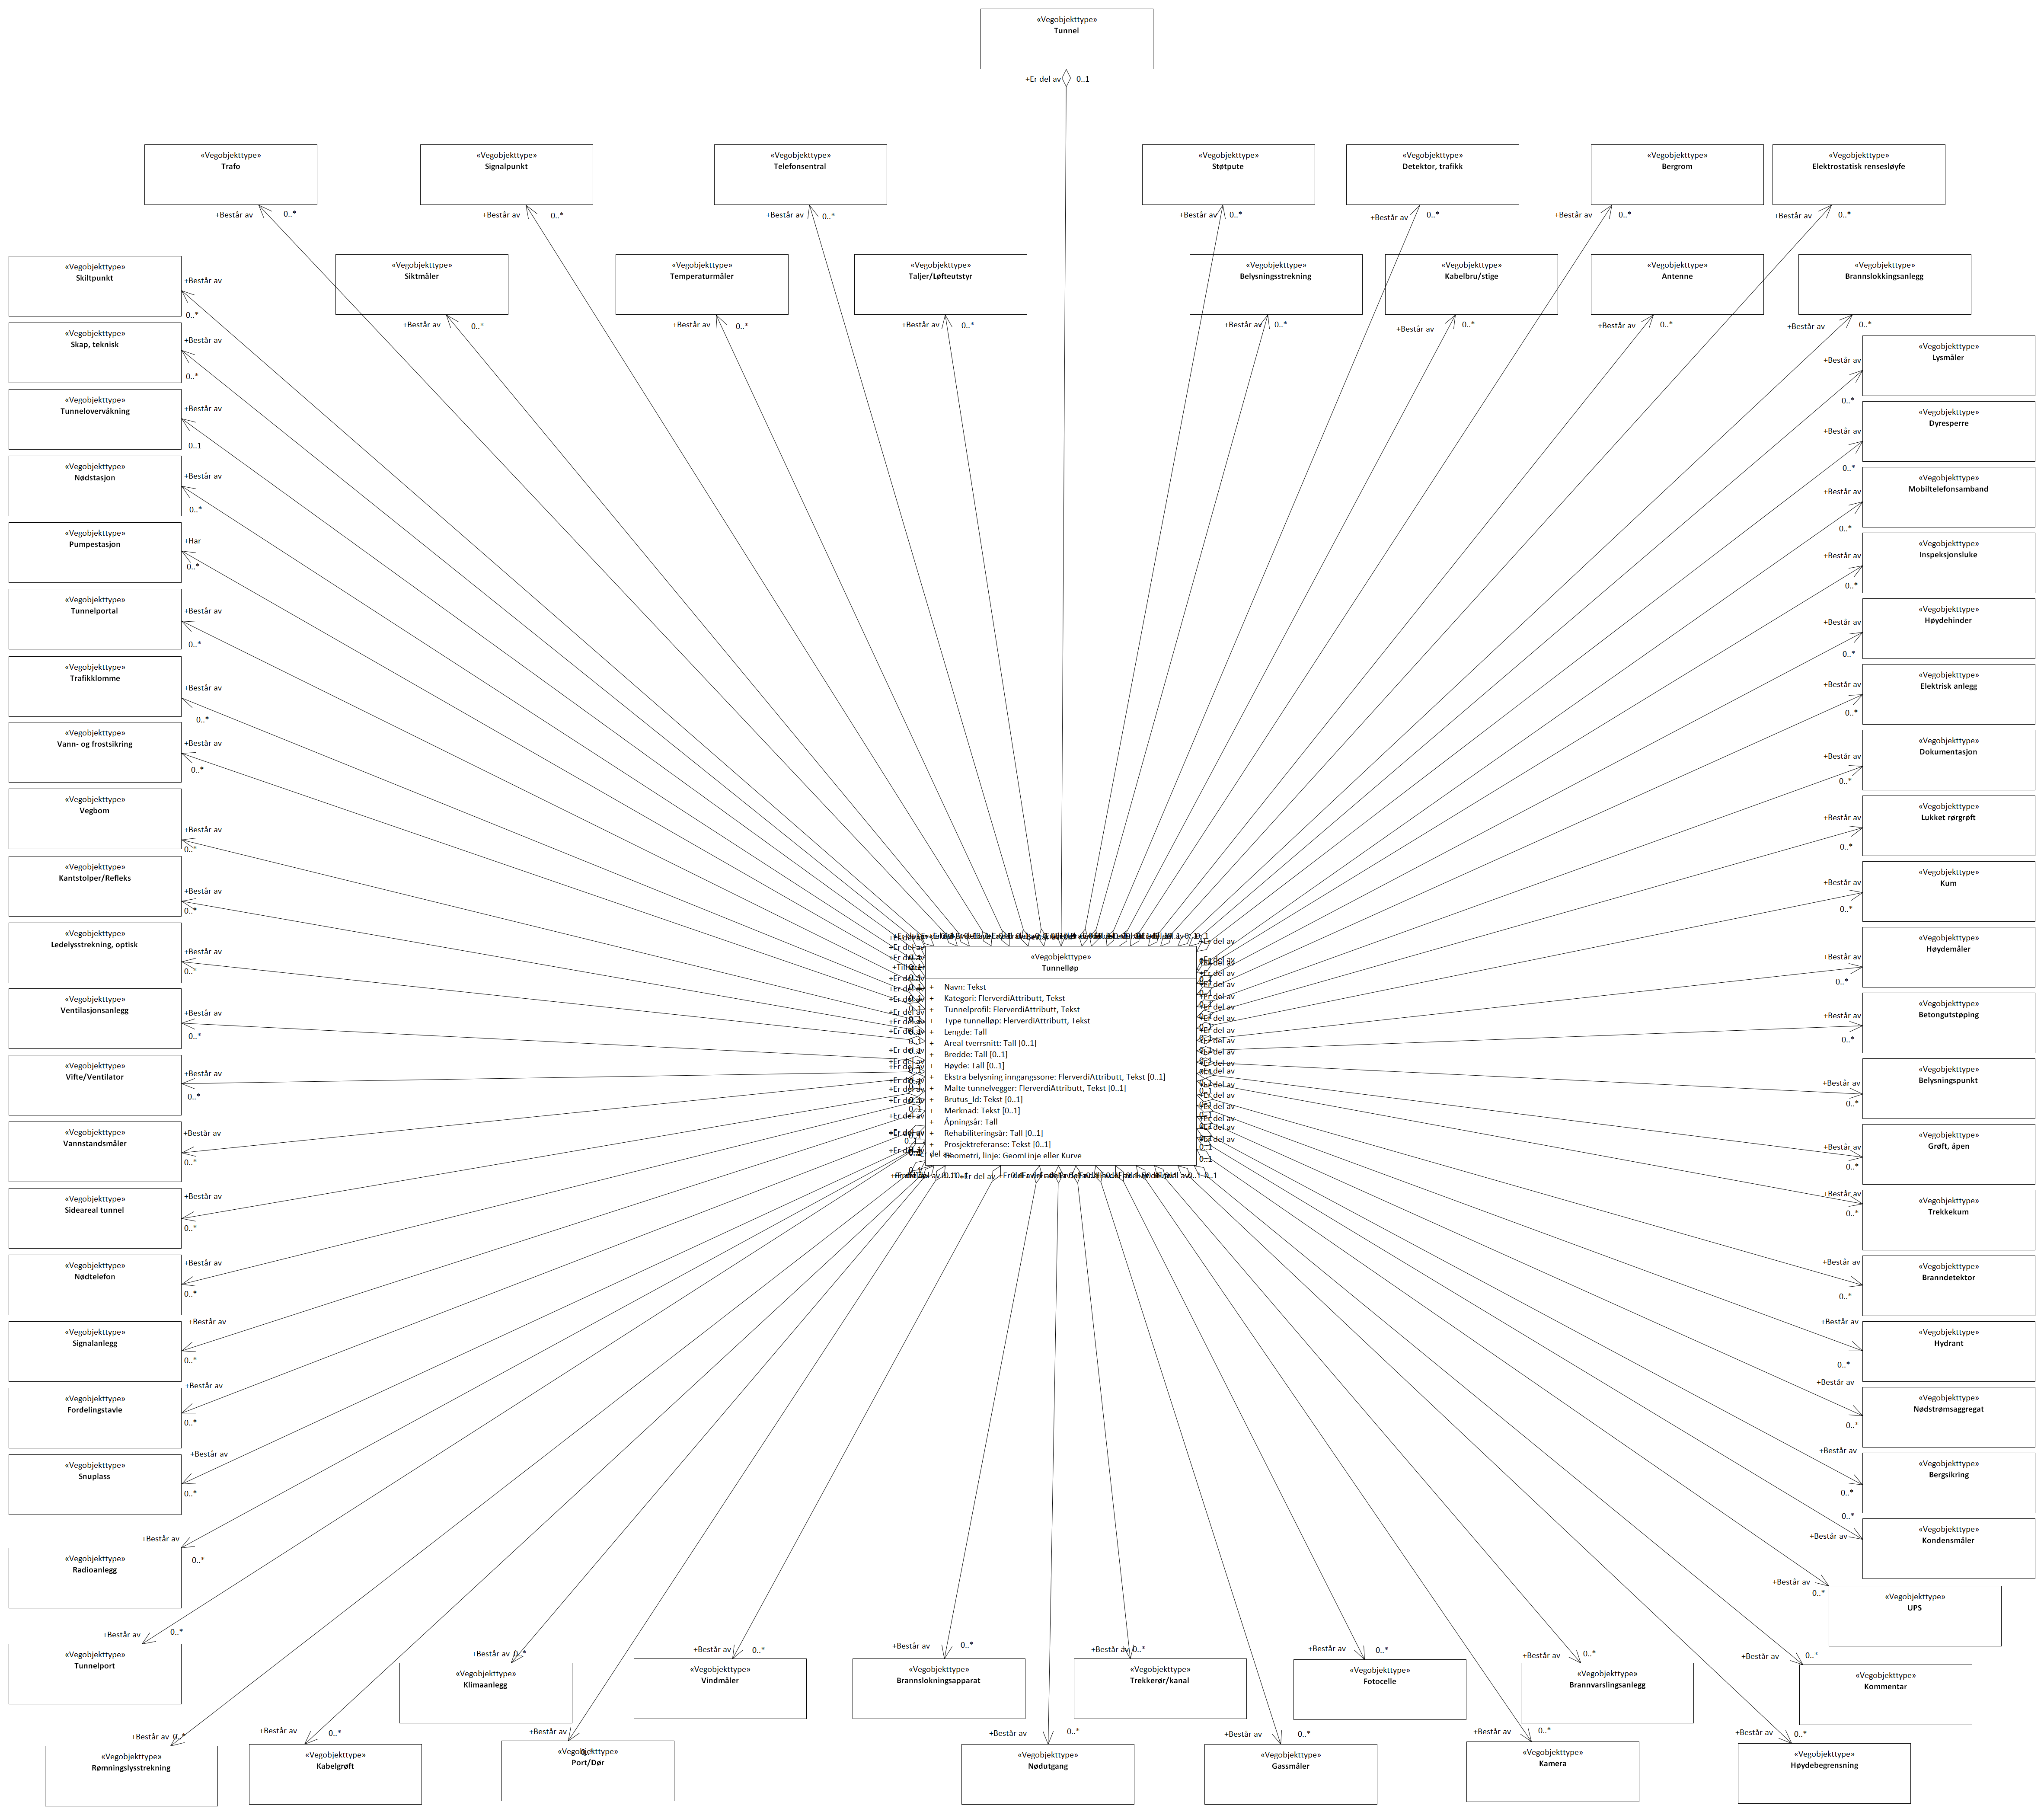 «Vegobjekttype»
Tunnel
+Er del av
0..1
«Vegobjekttype»
Trafo
+Består av
0..*
«Vegobjekttype»
Signalpunkt
+Består av
0..*
«Vegobjekttype»
Telefonsentral
+Består av
0..*
«Vegobjekttype»
Støtpute
+Består av
0..*
«Vegobjekttype»
Detektor, trafikk
+Består av
0..*
«Vegobjekttype»
Bergrom
+Består av
0..*
«Vegobjekttype»
Elektrostatisk rensesløyfe
+Består av
0..*
«Vegobjekttype»
Siktmåler
+Består av
0..*
«Vegobjekttype»
Temperaturmåler
+Består av
0..*
«Vegobjekttype»
Taljer/Løfteutstyr
+Består av
0..*
«Vegobjekttype»
Belysningsstrekning
+Består av
0..*
«Vegobjekttype»
Kabelbru/stige
+Består av
0..*
«Vegobjekttype»
Antenne
+Består av
0..*
«Vegobjekttype»
Brannslokkingsanlegg
+Består av
0..*
«Vegobjekttype»
Skiltpunkt
+Består av
0..*
«Vegobjekttype»
Skap, teknisk
+Består av
0..*
«Vegobjekttype»
Tunnelovervåkning
+Består av
0..1
«Vegobjekttype»
Nødstasjon
+Består av
0..*
«Vegobjekttype»
Pumpestasjon
+Har
0..*
«Vegobjekttype»
Tunnelportal
+Består av
0..*
«Vegobjekttype»
Trafikklomme
+Består av
0..*
«Vegobjekttype»
Vann- og frostsikring
+Består av
0..*
«Vegobjekttype»
Vegbom
+Består av
0..*
«Vegobjekttype»
Kantstolper/Refleks
+Består av
0..*
«Vegobjekttype»
Ledelysstrekning, optisk
+Består av
0..*
«Vegobjekttype»
Ventilasjonsanlegg
+Består av
0..*
«Vegobjekttype»
Vifte/Ventilator
+Består av
0..*
«Vegobjekttype»
Vannstandsmåler
+Består av
0..*
«Vegobjekttype»
Sideareal tunnel
+Består av
0..*
«Vegobjekttype»
Nødtelefon
+Består av
0..*
«Vegobjekttype»
Signalanlegg
+Består av
0..*
«Vegobjekttype»
Fordelingstavle
+Består av
0..*
«Vegobjekttype»
Snuplass
+Består av
0..*
«Vegobjekttype»
Radioanlegg
+Består av
0..*
«Vegobjekttype»
Tunnelport
+Består av
0..*
«Vegobjekttype»
Tunnelløp
+ Navn: Tekst
+ Kategori: FlerverdiAttributt, Tekst
+ Tunnelprofil: FlerverdiAttributt, Tekst
+ Type tunnelløp: FlerverdiAttributt, Tekst
+ Lengde: Tall
+ Areal tverrsnitt: Tall [0..1]
+ Bredde: Tall [0..1]
+ Høyde: Tall [0..1]
+ Ekstra belysning inngangssone: FlerverdiAttributt, Tekst [0..1]
+ Malte tunnelvegger: FlerverdiAttributt, Tekst [0..1]
+ Brutus_Id: Tekst [0..1]
+ Merknad: Tekst [0..1]
+ Åpningsår: Tall
+ Rehabiliteringsår: Tall [0..1]
+ Prosjektreferanse: Tekst [0..1]
Geometri, linje: GeomLinje eller Kurve
«Vegobjekttype»
Lysmåler
+Består av
0..*
«Vegobjekttype»
Dyresperre
+Består av
0..*
«Vegobjekttype»
Mobiltelefonsamband
+Består av
0..*
«Vegobjekttype»
Inspeksjonsluke
+Består av
0..*
«Vegobjekttype»
Høydehinder
+Består av
0..*
«Vegobjekttype»
Elektrisk anlegg
+Består av
0..*
«Vegobjekttype»
Dokumentasjon
+Består av
0..*
«Vegobjekttype»
Lukket rørgrøft
+Består av
0..*
«Vegobjekttype»
Kum
+Består av
0..*
«Vegobjekttype»
Høydemåler
+Består av
0..*
«Vegobjekttype»
Betongutstøping
+Består av
0..*
«Vegobjekttype»
Belysningspunkt
+Består av
0..*
«Vegobjekttype»
Grøft, åpen
+Består av
0..*
«Vegobjekttype»
Trekkekum
+Består av
0..*
«Vegobjekttype»
Branndetektor
+Består av
0..*
«Vegobjekttype»
Hydrant
+Består av
0..*
«Vegobjekttype»
Nødstrømsaggregat
+Består av
0..*
«Vegobjekttype»
Bergsikring
+Består av
0..*
«Vegobjekttype»
Kondensmåler
+Består av
0..*
«Vegobjekttype»
UPS
+Består av
0..*
«Vegobjekttype»
Klimaanlegg
+Består av
0..*
«Vegobjekttype»
Vindmåler
+Består av
0..*
«Vegobjekttype»
Brannslokningsapparat
+Består av
0..*
«Vegobjekttype»
Trekkerør/kanal
+Består av
0..*
«Vegobjekttype»
Fotocelle
+Består av
0..*
«Vegobjekttype»
Brannvarslingsanlegg
+Består av
0..*
«Vegobjekttype»
Kommentar
+Består av
0..*
«Vegobjekttype»
Rømningslysstrekning
+Består av
0..*
«Vegobjekttype»
Kabelgrøft
+Består av
0..*
«Vegobjekttype»
Port/Dør
+Består av
0..*
«Vegobjekttype»
Nødutgang
+Består av
0..*
«Vegobjekttype»
Gassmåler
+Består av
0..*
«Vegobjekttype»
Kamera
+Består av
0..*
«Vegobjekttype»
Høydebegrensning
+Består av
0..*